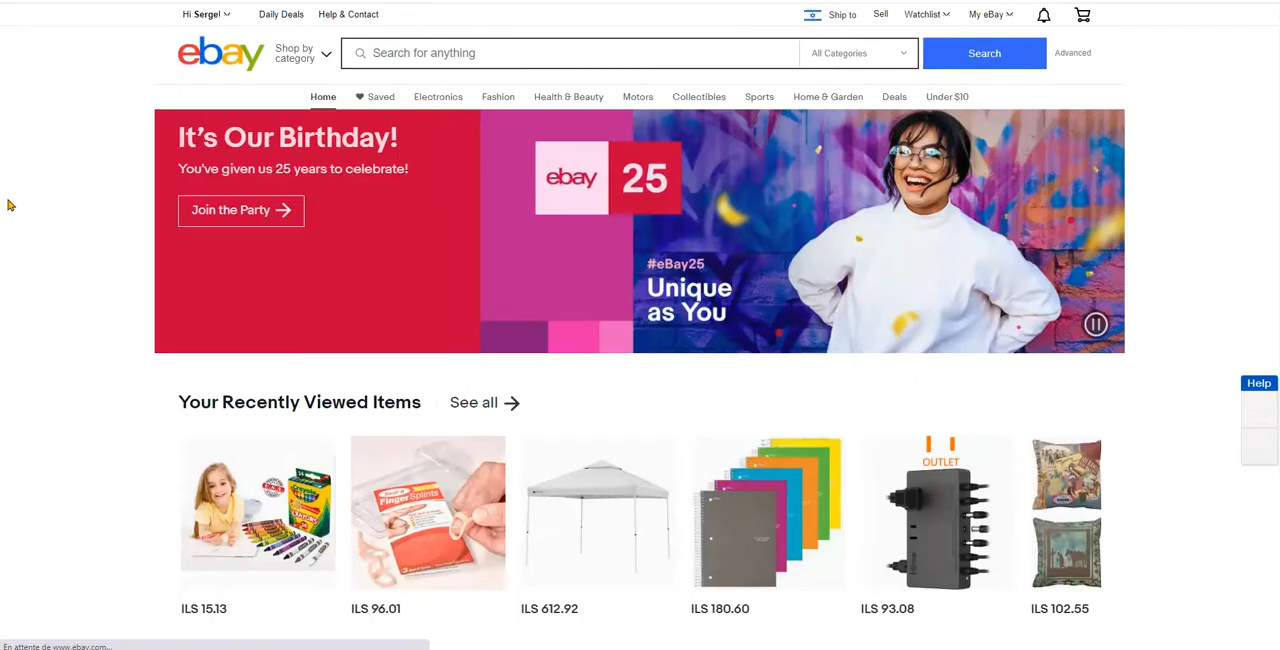 Hi Serge!
Daily Deals
Help & Contact
Ship to
Sell
Watchlist
My eBay
ebay
Shop by
category
Search for anything
All Categories
Search
Advanced
Home
Saved
Electronics
Fashion
Health & Beauty
Motors
Collectibles
Sports
Home & Garden
Deals
Under $10
It's Our Birthday!
You've given us 25 years to celebrate!
Join the Party
ebay
25
#eBay25
Unique
as You
Help
Your Recently Viewed Items
See all
Crayola
CRAYONS
Finger Splints
OUTLET
ILS 15.13
ILS 96.01
ILS 612.92
ILS 180.60
ILS 93.08
ILS 102.55
En attente de www.ebay.com...